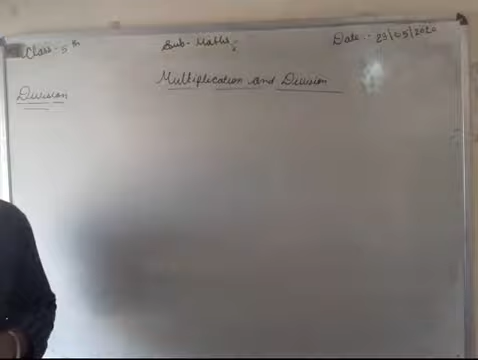 Class :- 5th Sub- Maths :- Date :- 29/05/2020
Multiplication and Division
Division